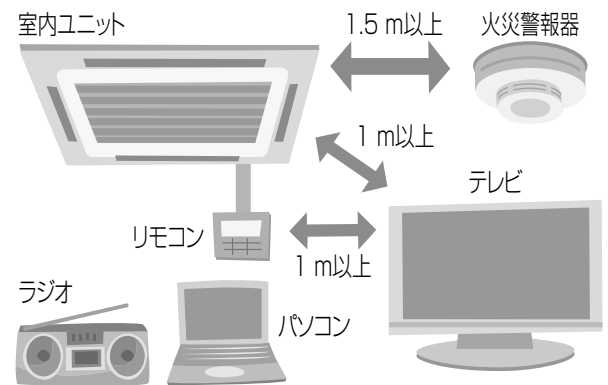 室内ユニット
1.5 m以上
火災警報器
1 m以上
テレビ
リモコン
1 m以上
ラジオ
パソコン